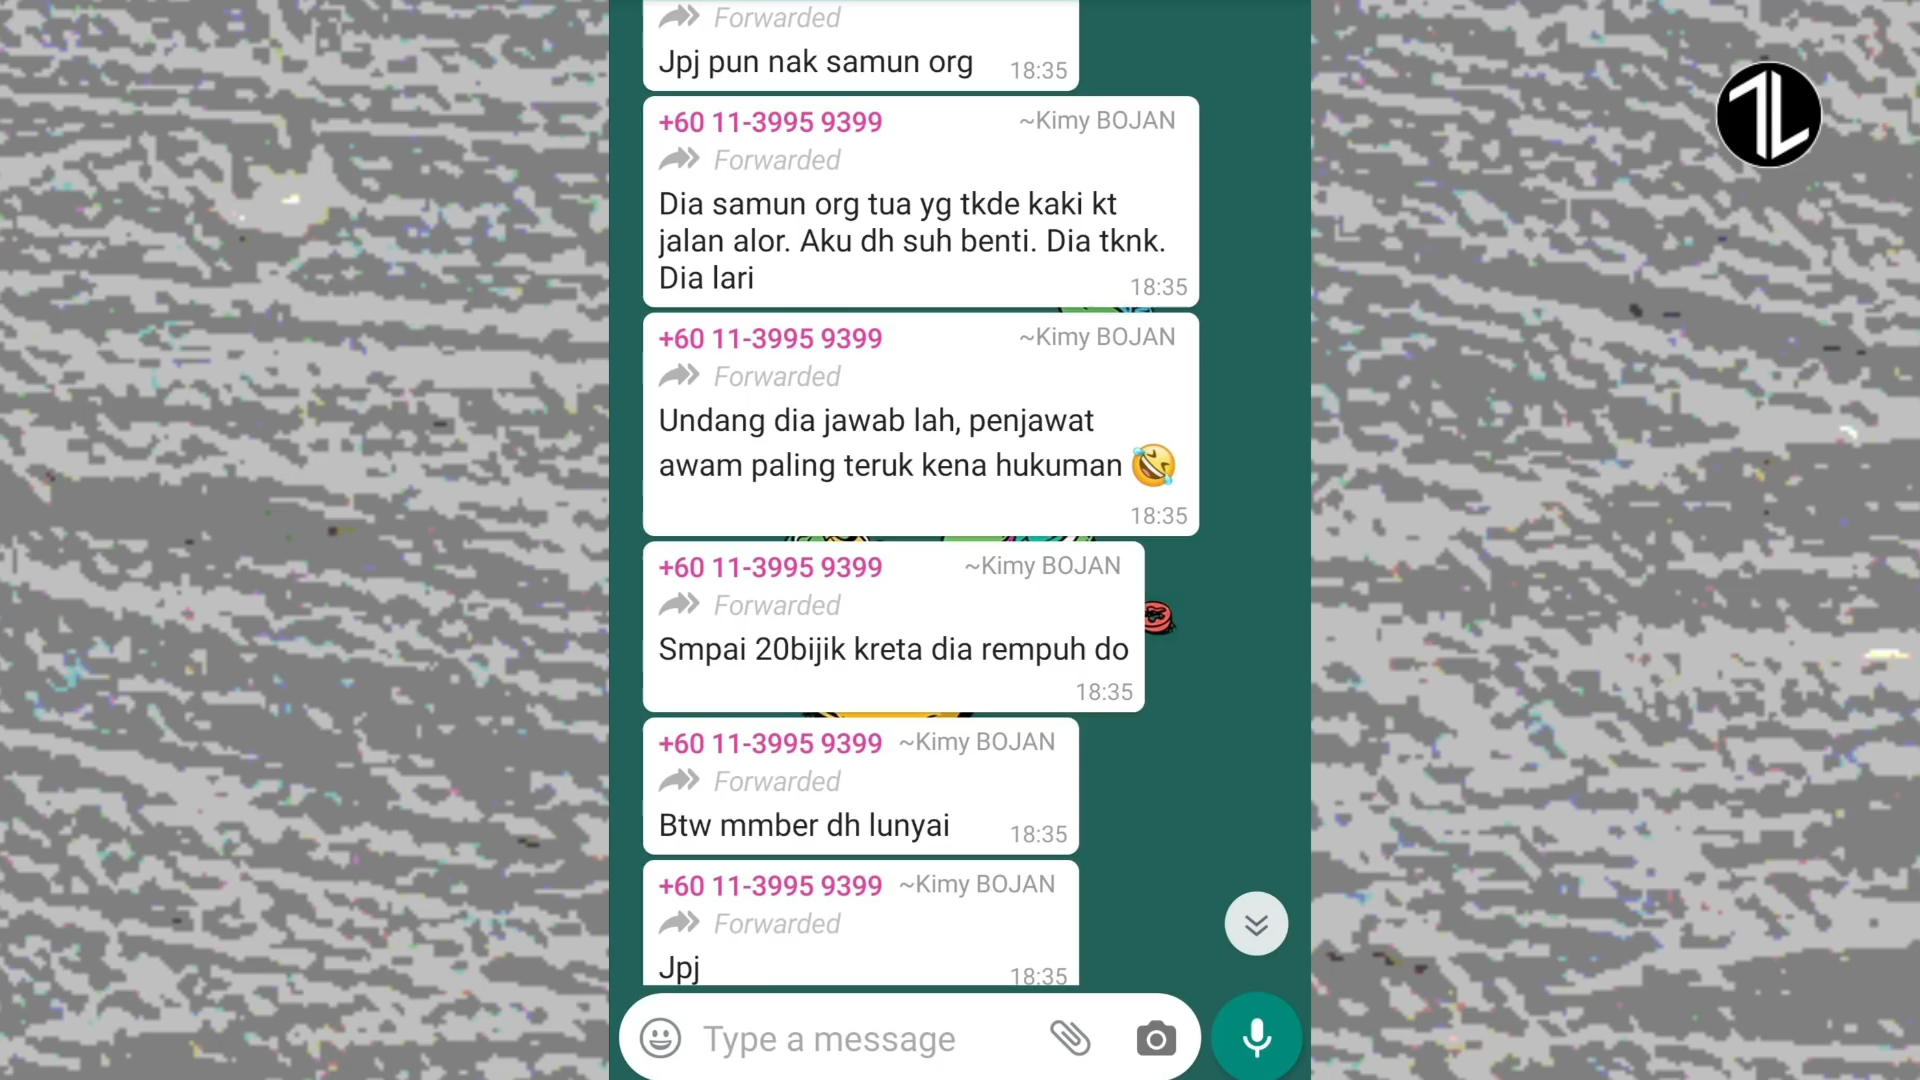 Forwarded
Jpj pun nak samun org 18:35
+60 11-3995 9399 ~Kimy BOJAN
Forwarded
Dia samun org tua yg tkde kaki kt
jalan alor. Aku dh suh benti. Dia tknk.
Dia lari 18:35
+60 11-3995 9399 ~Kimy BOJAN
Forwarded
Undang dia jawab lah, penjawat
awam paling teruk kena hukuman 🤣
18:35
+60 11-3995 9399 ~Kimy BOJAN
Forwarded
Smpai 20bijik kreta dia rempuh do
18:35
+60 11-3995 9399 ~Kimy BOJAN
Forwarded
Btw mmber dh lunyai 18:35
+60 11-3995 9399 ~Kimy BOJAN
Forwarded
Jpj 18:35
Type a message